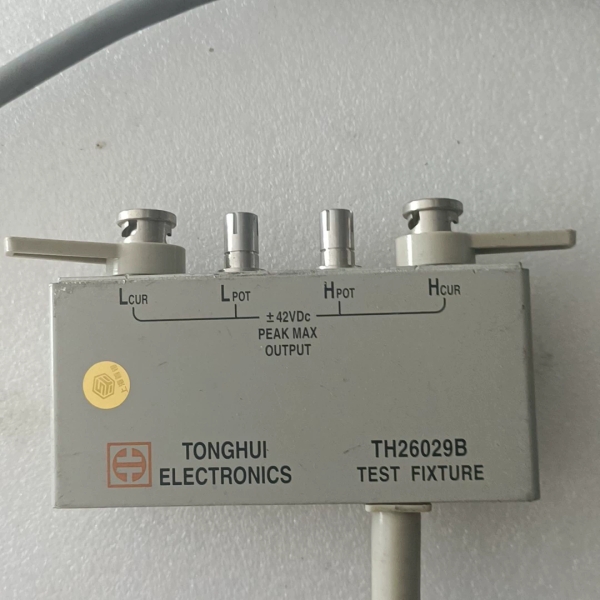 LCUR LPOT HPOT HCUR
±42VDc
PEAK MAX
OUTPUT
TONGHUI
ELECTRONICS
TH26029B
TEST FIXTURE